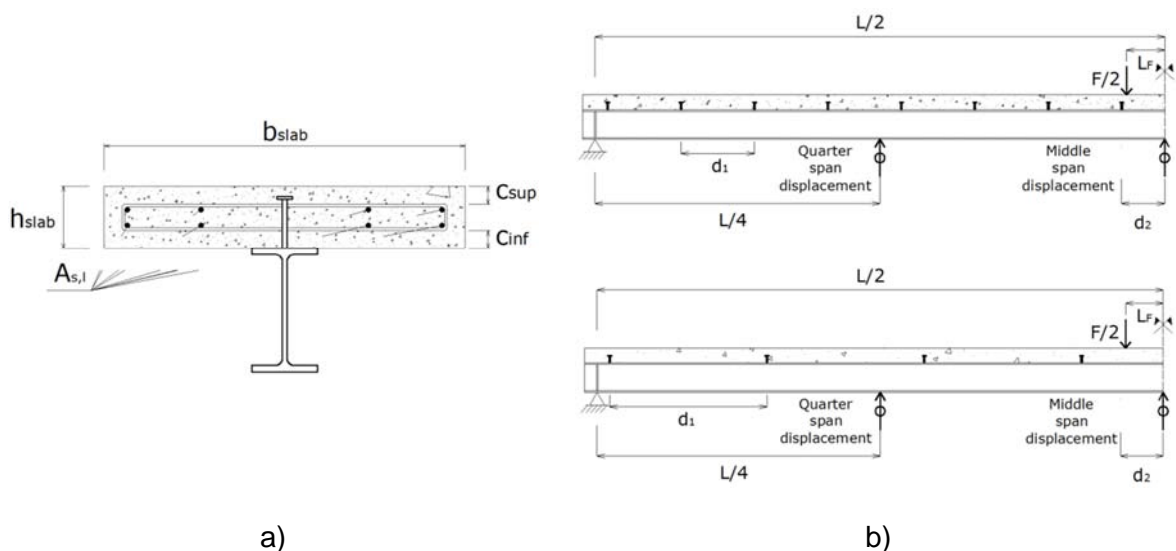 bslab
hslab
Csup
Cinf
As,l
a)
L/2
LF
F/2
d1
Quarter
span
displacement
Middle
span
displacement
d2
L/4
L/2
LF
F/2
d1
Quarter
span
displacement
Middle
span
displacement
d2
L/4
b)